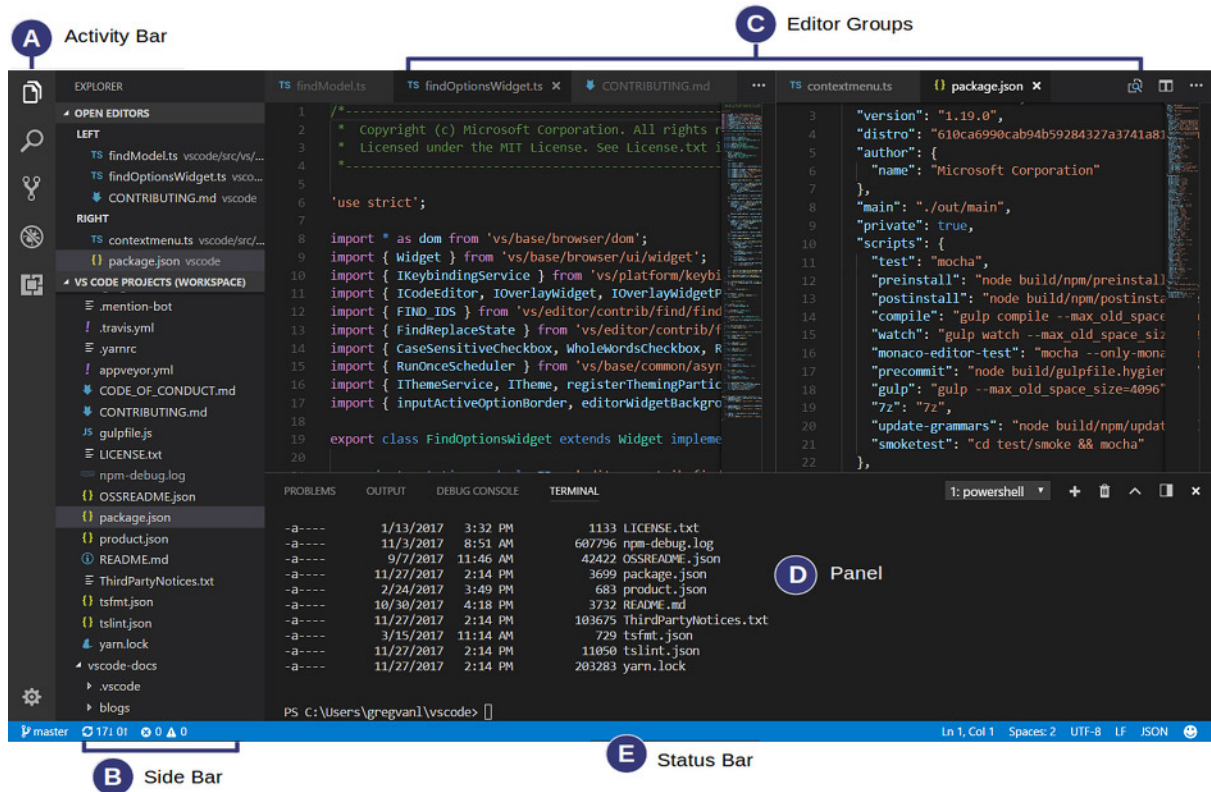 A Activity Bar
C Editor Groups
EXPLORER
OPEN EDITORS
LEFT
TS findModel.ts vscode/src/vs/...
TS findOptionsWidget.ts vsco...
CONTRIBUTING.md vscode
RIGHT
TS contextmenu.ts vscode/src/...
{} package.json vscode
VS CODE PROJECTS (WORKSPACE)
.mention-bot
! .travis.yml
.yarnrc
! appveyor.yml
CODE_OF_CONDUCT.md
CONTRIBUTING.md
JS gulpfile.js
LICENSE.txt
npm-debug.log
{} OSSREADME.json
{} package.json
{} product.json
README.md
ThirdPartyNotices.txt
{} tsfmt.json
{} tslint.json
yarn.lock
vscode-docs
.vscode
blogs
TS findModel.ts TS findOptionsWidget.ts × CONTRIBUTING.md ...
1 /*---------------------------------------------------
2 * Copyright (c) Microsoft Corporation. All rights r
3 * Licensed under the MIT License. See License.txt i
4 *---------------------------------------------------
5
6 'use strict';
7
8 import * as dom from 'vs/base/browser/dom';
9 import { Widget } from 'vs/base/browser/ui/widget';
10 import { IKeybindingService } from 'vs/platform/keybi
11 import { ICodeEditor, IOverlayWidget, IOverlayWidgetP
12 import { FIND_IDS } from 'vs/editor/contrib/find/find
13 import { FindReplaceState } from 'vs/editor/contrib/f
14 import { CaseSensitiveCheckbox, WholeWordsCheckbox, R
15 import { RunOnceScheduler } from 'vs/base/common/asyn
16 import { IThemeService, ITheme, registerThemingPartic
17 import { inputActiveOptionBorder, editorWidgetBackgro
18
19 export class FindOptionsWidget extends Widget impleme
20
TS contextmenu.ts {} package.json × ...
3 "version": "1.19.0",
4 "distro": "610ca6990cab94b59284327a3741a81
5 "author": {
6 "name": "Microsoft Corporation"
7 },
8 "main": "./out/main",
9 "private": true,
10 "scripts": {
11 "test": "mocha",
12 "preinstall": "node build/npm/preinstall
13 "postinstall": "node build/npm/postinsta
14 "compile": "gulp compile --max_old_space
15 "watch": "gulp watch --max_old_space_siz
16 "monaco-editor-test": "mocha --only-mona
17 "precommit": "node build/gulpfile.hygien
18 "gulp": "gulp --max_old_space_size=4096"
19 "7z": "7z",
20 "update-grammars": "node build/npm/updat
21 "smoketest": "cd test/smoke && mocha"
22 },
PROBLEMS OUTPUT DEBUG CONSOLE TERMINAL 1: powershell
-a---- 1/13/2017 3:32 PM 1133 LICENSE.txt
-a---- 11/3/2017 8:51 AM 607796 npm-debug.log
-a---- 9/7/2017 11:46 AM 42422 OSSREADME.json
-a---- 11/27/2017 2:14 PM 3699 package.json
-a---- 2/24/2017 3:49 PM 683 product.json
-a---- 10/30/2017 4:18 PM 3732 README.md
-a---- 11/27/2017 2:14 PM 103675 ThirdPartyNotices.txt
-a---- 3/15/2017 11:14 AM 729 tsfmt.json
-a---- 11/27/2017 2:14 PM 11050 tslint.json
-a---- 11/27/2017 2:14 PM 203283 yarn.lock
D Panel
PS C:\Users\gregvanl\vscode>
master 17↓ 0↑ 0 0 Ln 1, Col 1 Spaces: 2 UTF-8 LF JSON
B Side Bar
E Status Bar